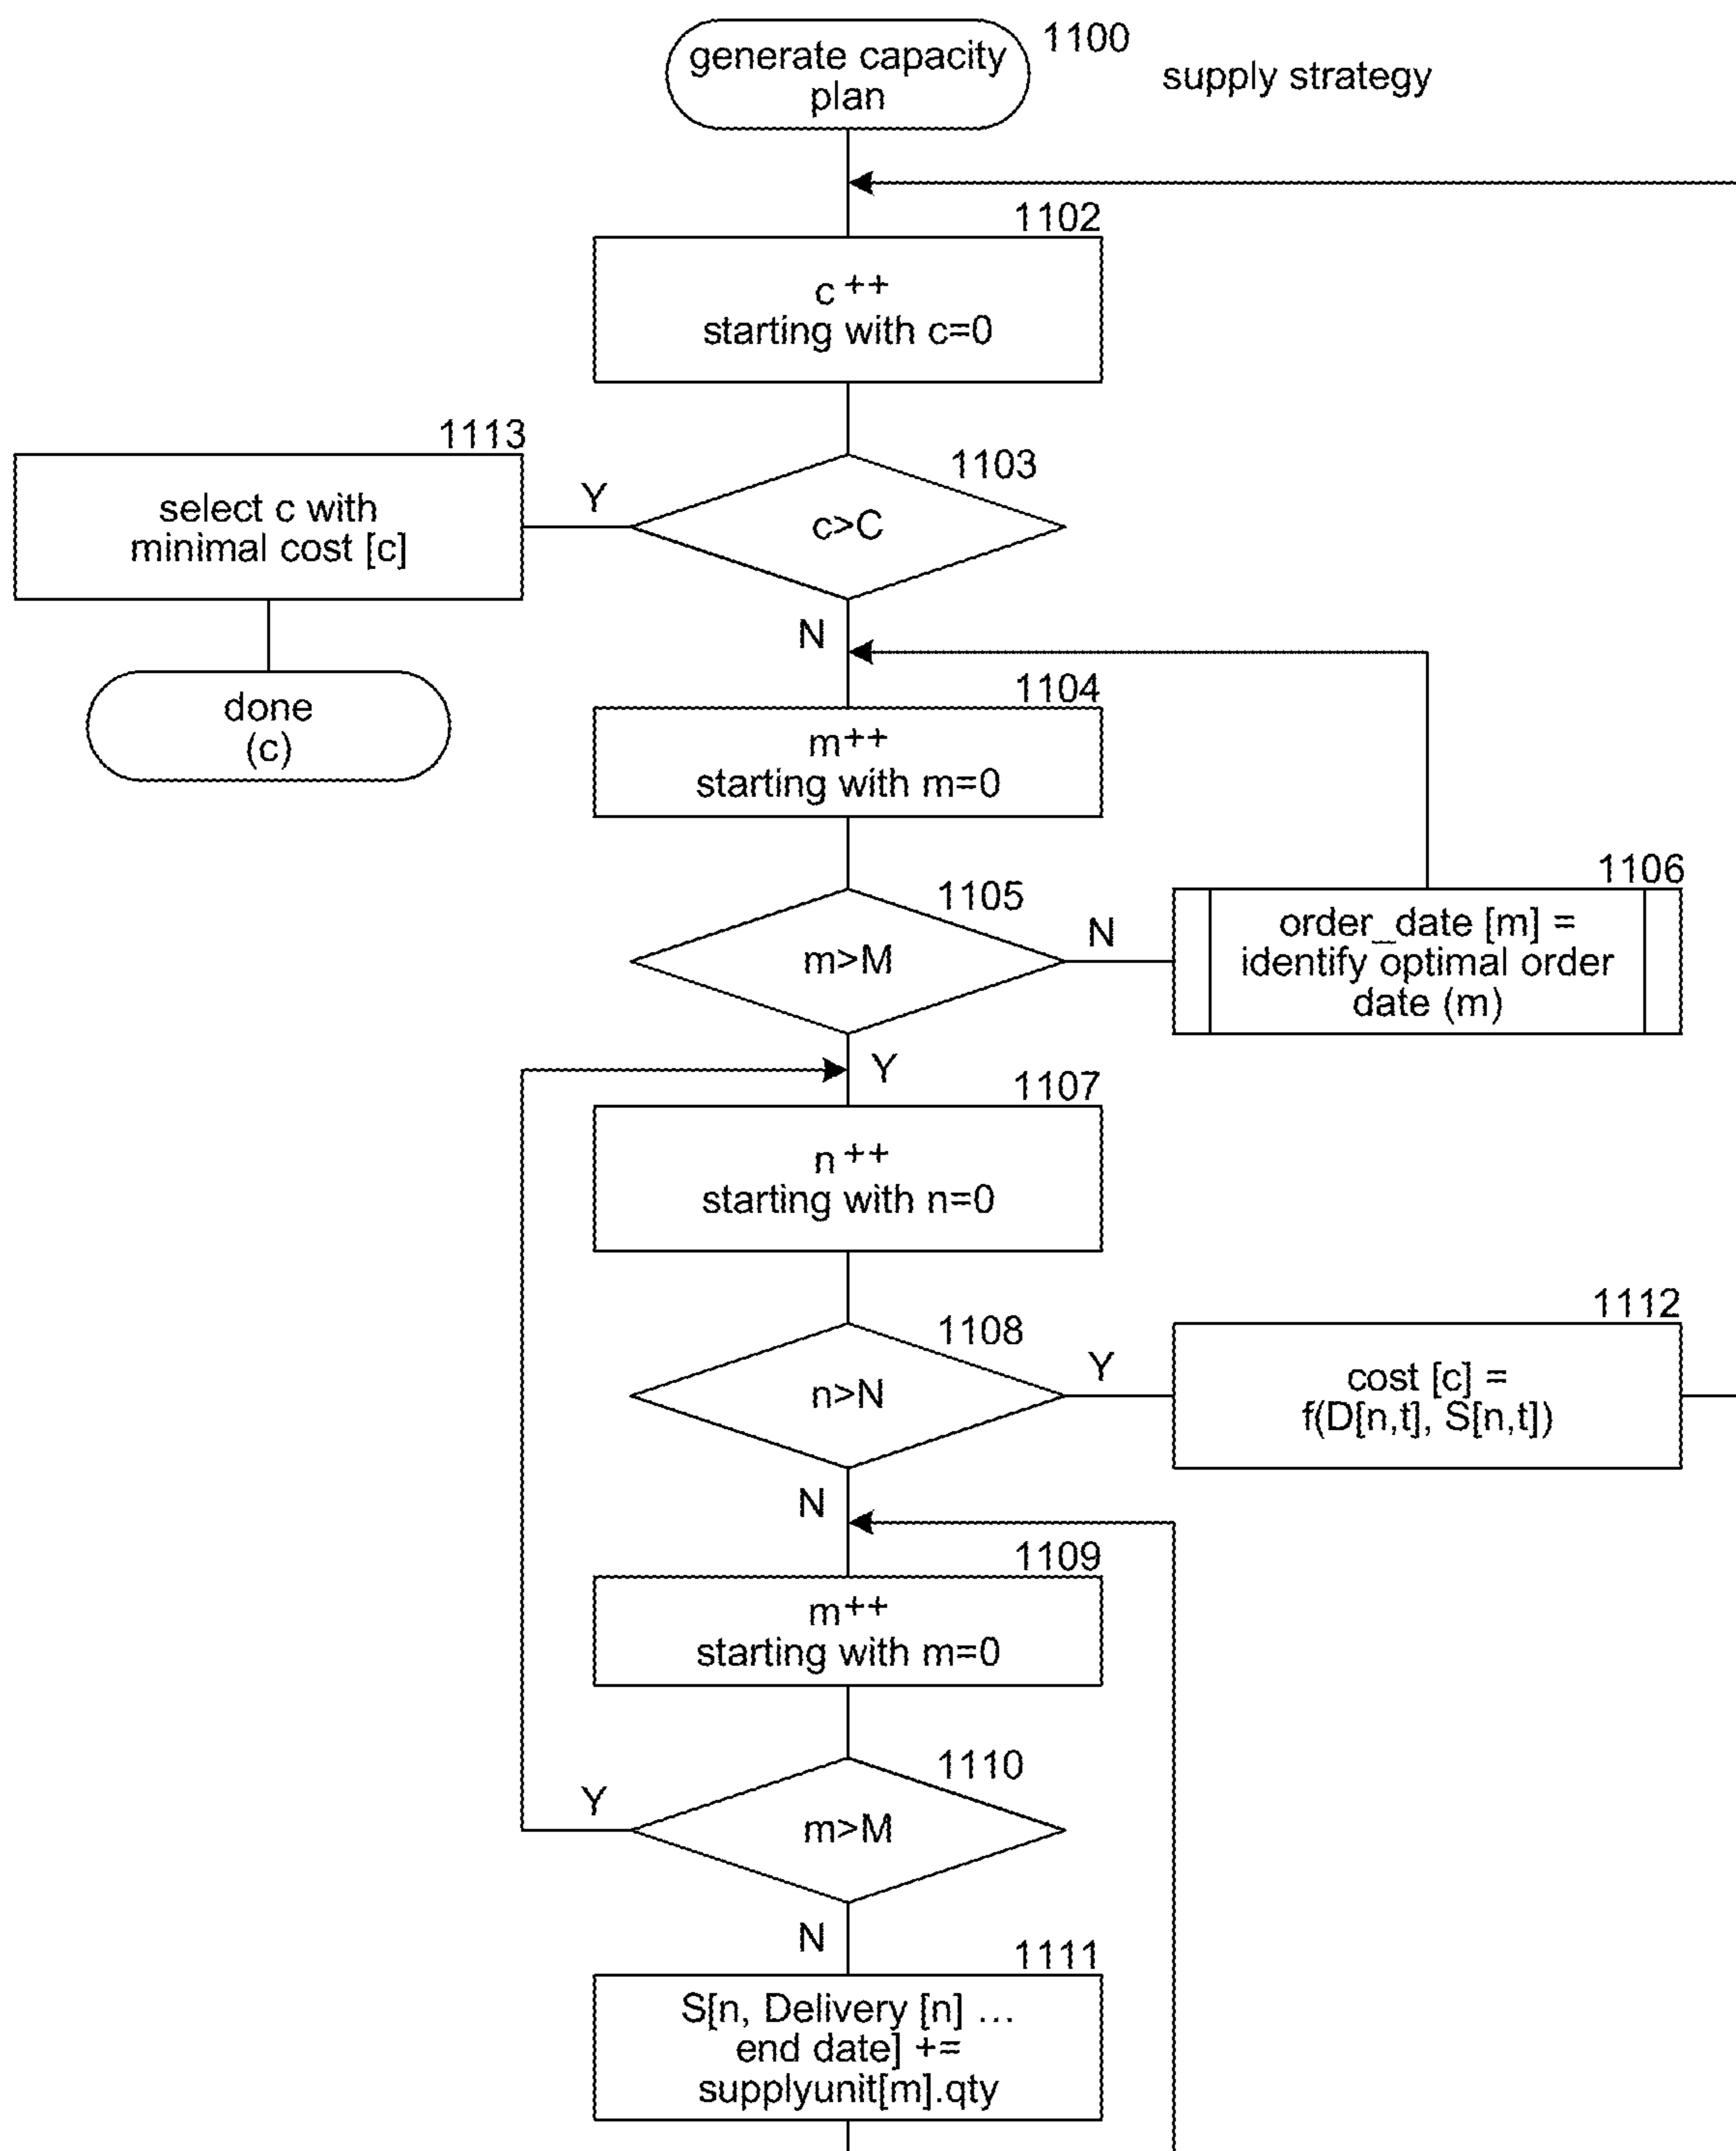 generate capacity
plan
1100
supply strategy
1102
c ++
starting with c=0
1113
select c with
minimal cost [c]
Y
1103
c>C
done
(c)
N
1104
m++
starting with m=0
1105
m>M
N
1106
order_date [m] =
identify optimal order
date (m)
Y
1107
n ++
starting with n=0
1108
n>N
Y
1112
cost [c] =
f(D[n,t], S[n,t])
N
1109
m++
starting with m=0
1110
Y
m>M
N
1111
S[n, Delivery [n] ...
end date] +=
supplyunit[m].qty